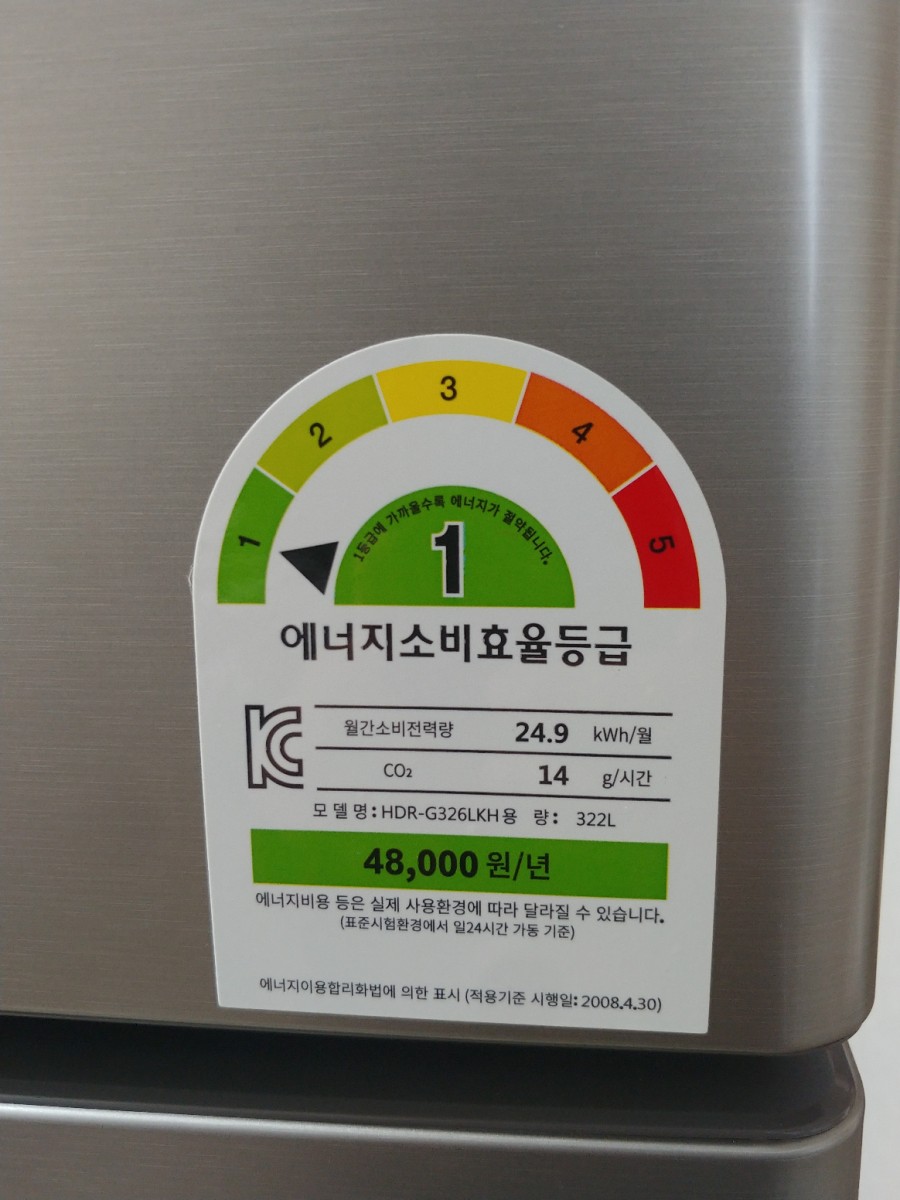 1 2 3 4 5
1등급에 가까울수록 에너지가 절약됩니다.
1
에너지소비효율등급
월간소비전력량 24.9 kWh/월
CO₂ 14 g/시간
모 델 명 : HDR-G326LKH 용 량 : 322L
48,000 원/년
에너지비용 등은 실제 사용환경에 따라 달라질 수 있습니다.
(표준시험환경에서 일24시간 가동 기준)
에너지이용합리화법에 의한 표시 (적용기준 시행일: 2008.4.30)